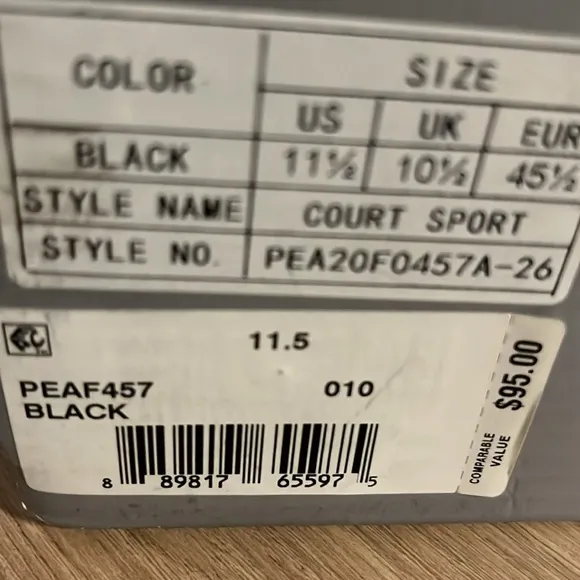 COLOR SIZE
US UK EUR
BLACK 11½ 10½ 45½
STYLE NAME COURT SPORT
STYLE NO. PEA20F0457A-26
11.5
PEAF457 010
BLACK
8 89817 65597 5
$95.00
COMPARABLE
VALUE